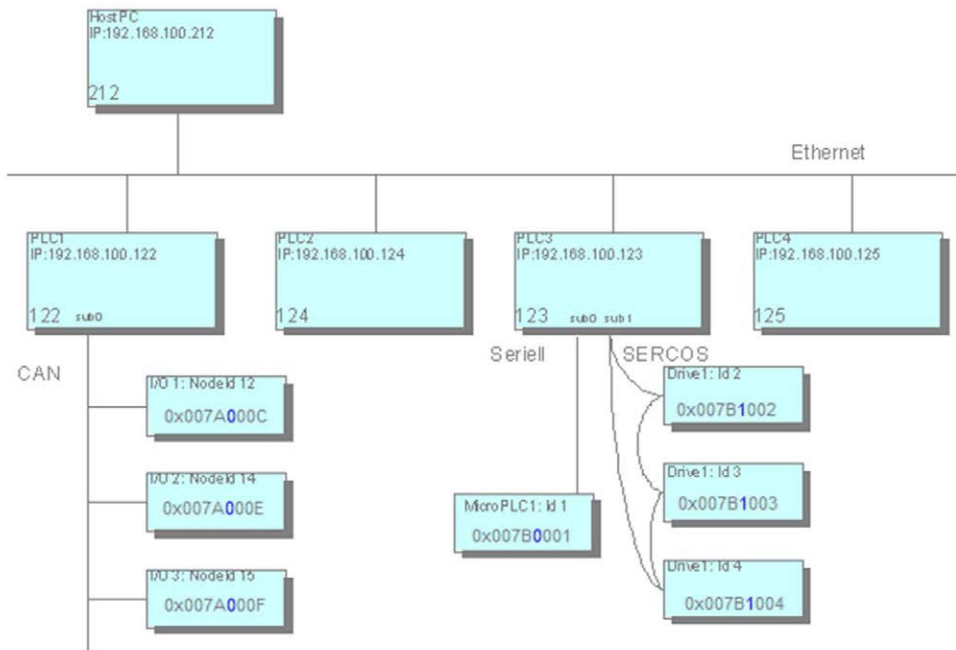 HostPC
IP:192.168.100.212
212
Ethernet
PLC1
IP:192.168.100.122
122 sub0
PLC2
IP:192.168.100.124
124
PLC3
IP:192.168.100.123
123 sub0 sub1
PLC4
IP:192.168.100.125
125
CAN
Seriell
SERCOS
I/O 1: NodeId 12
0x007A000C
I/O 2: NodeId 14
0x007A000E
I/O 3: NodeId 15
0x007A000F
MicroPLC1: Id 1
0x007B0001
Drive1: Id 2
0x007B1002
Drive1: Id 3
0x007B1003
Drive1: Id 4
0x007B1004